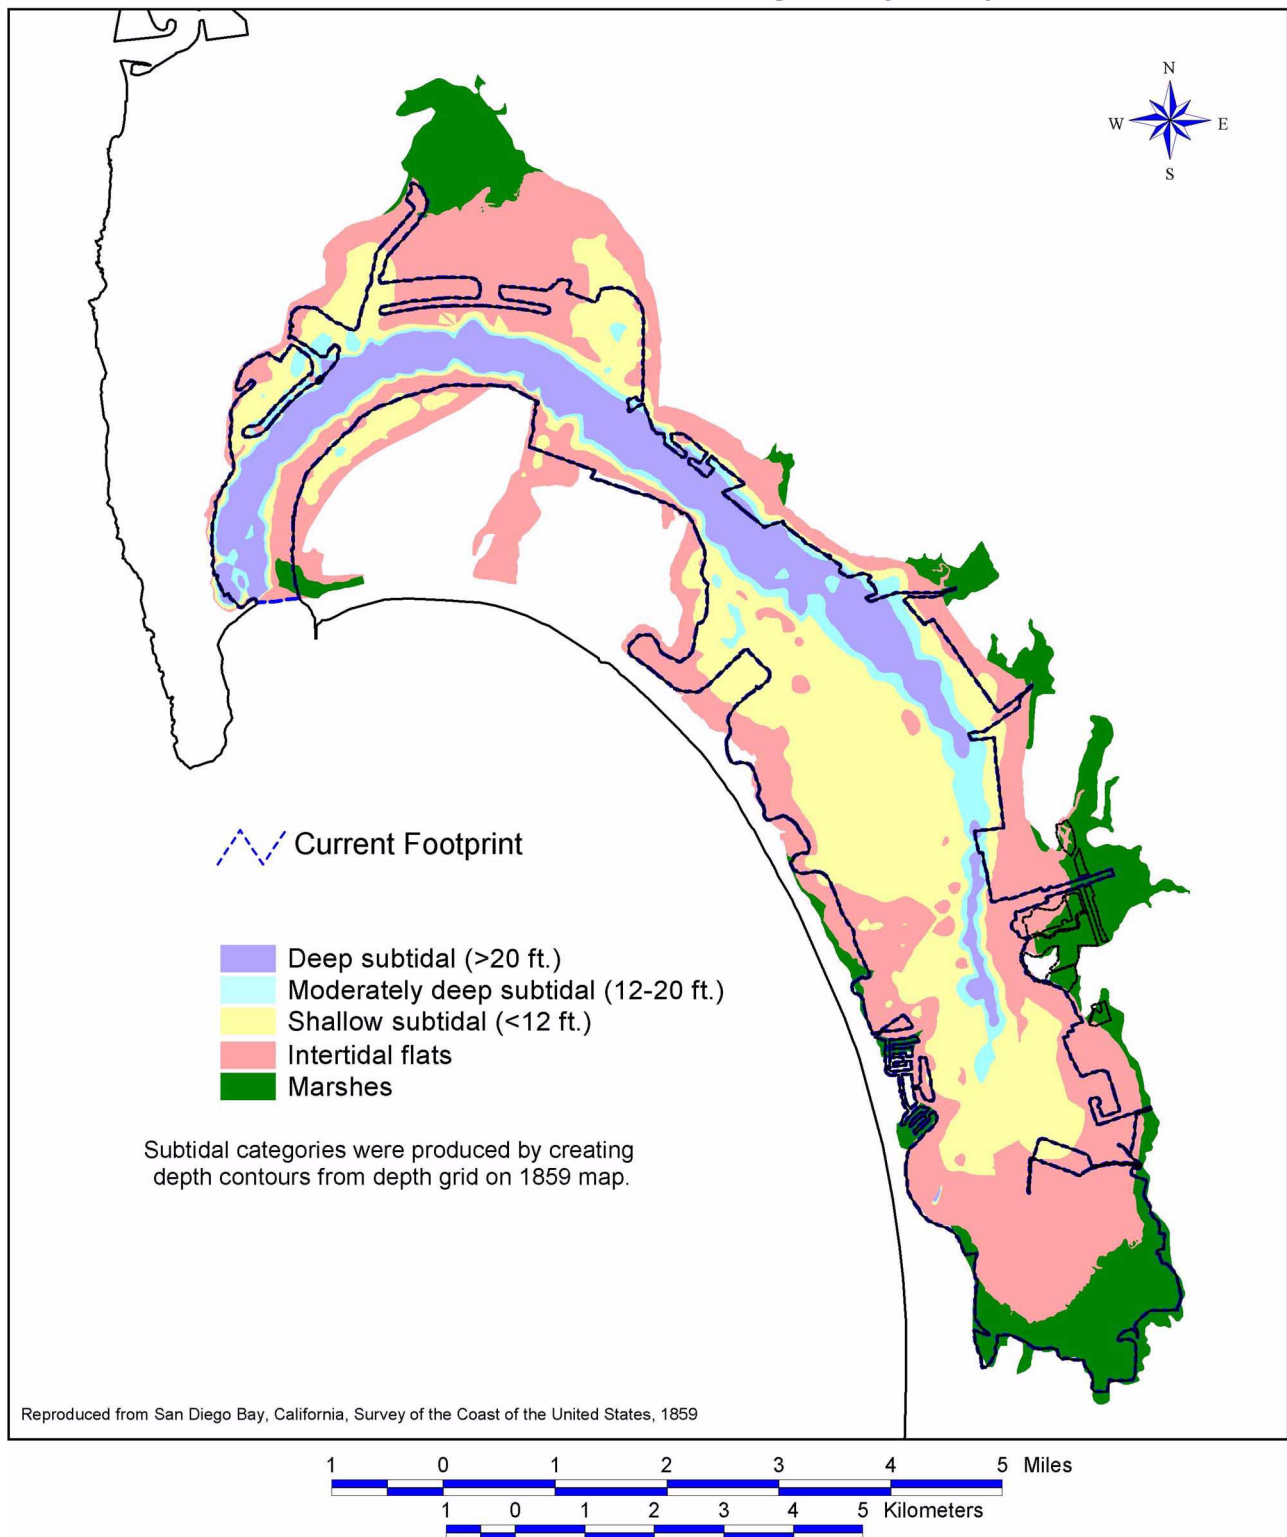 N
W E
S
Current Footprint
Deep subtidal (>20 ft.)
Moderately deep subtidal (12-20 ft.)
Shallow subtidal (<12 ft.)
Intertidal flats
Marshes
Subtidal categories were produced by creating
depth contours from depth grid on 1859 map.
Reproduced from San Diego Bay, California, Survey of the Coast of the United States, 1859
1 0 1 2 3 4 5 Miles
1 0 1 2 3 4 5 Kilometers